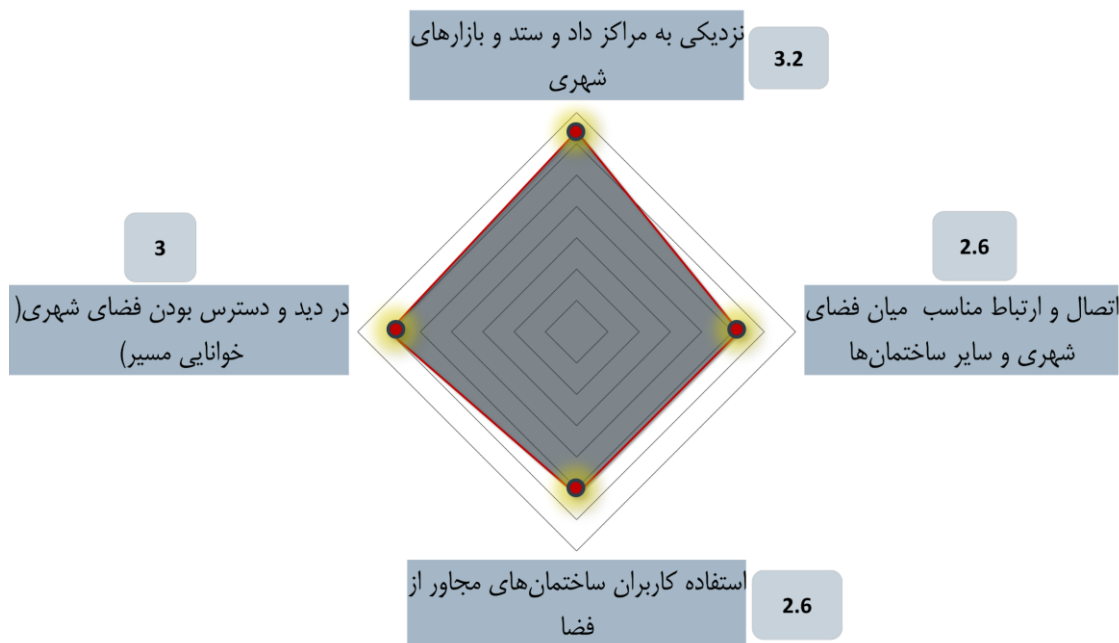 نزدیکی به مراکز داد و ستد و بازارهای
شهری
3.2
2.6
اتصال و ارتباط مناسب میان فضای
شهری و سایر ساختمان‌ها
3
در دید و دسترس بودن فضای شهری(
خوانایی مسیر)
استفاده کاربران ساختمان‌های مجاور از
فضا
2.6